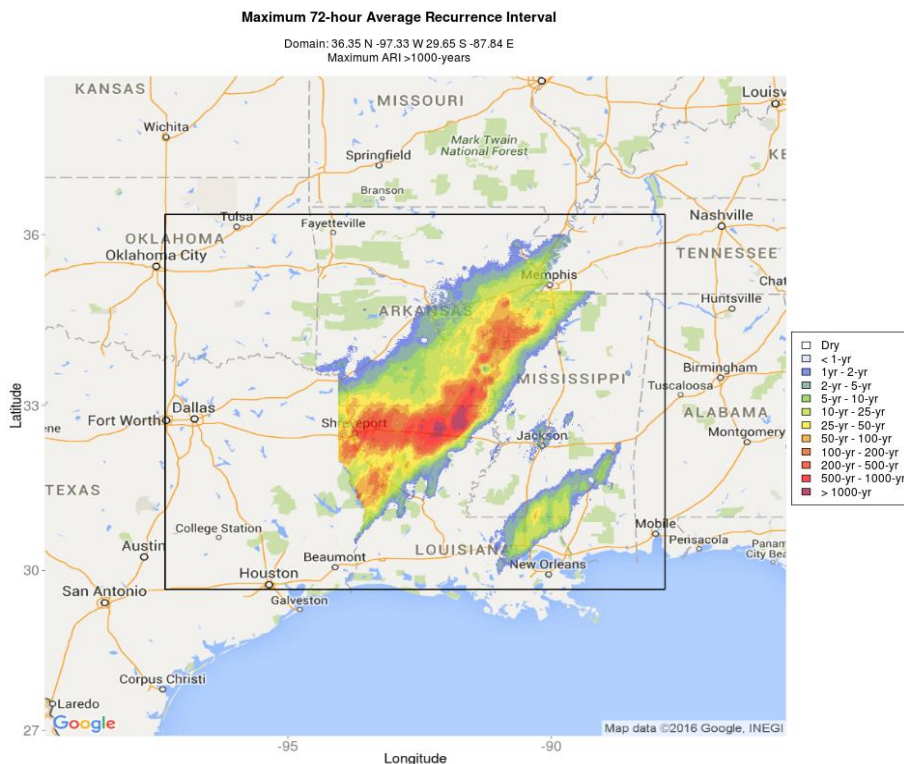 Maximum 72-hour Average Recurrence Interval
Domain: 36.35 N -97.33 W 29.65 S -87.84 E
Maximum ARI >1000-years
KANSAS
MISSOURI
Louisv
Wichita
Mark Twain
National Forest
Springfield
KE
Branson
Nashville
Tulsa
Fayetteville
36
OKLAHOMA
TENNESSEE
Oklahoma City
Memphis
Chat
Huntsville
ARKANSAS
Dry
< 1-yr
1yr - 2-yr
2-yr - 5-yr
5-yr - 10-yr
10-yr - 25-yr
25-yr - 50-yr
50-yr - 100-yr
100-yr - 200-yr
200-yr - 500-yr
500-yr - 1000-yr
> 1000-yr
Birmingham
MISSISSIPPI
Tuscaloosa
Latitude
33
Dallas
Fort Worth
Shreveport
ALABAMA
ene
Jackson
Montgomery
TEXAS
College Station
Mobile
Pensacola
Panam
City Bea
Austin
Beaumont
LOUISIANA
New Orleans
30
Houston
San Antonio
Galveston
Corpus Christi
Laredo
Google
Map data ©2016 Google, INEGI
27
-95
-90
Longitude